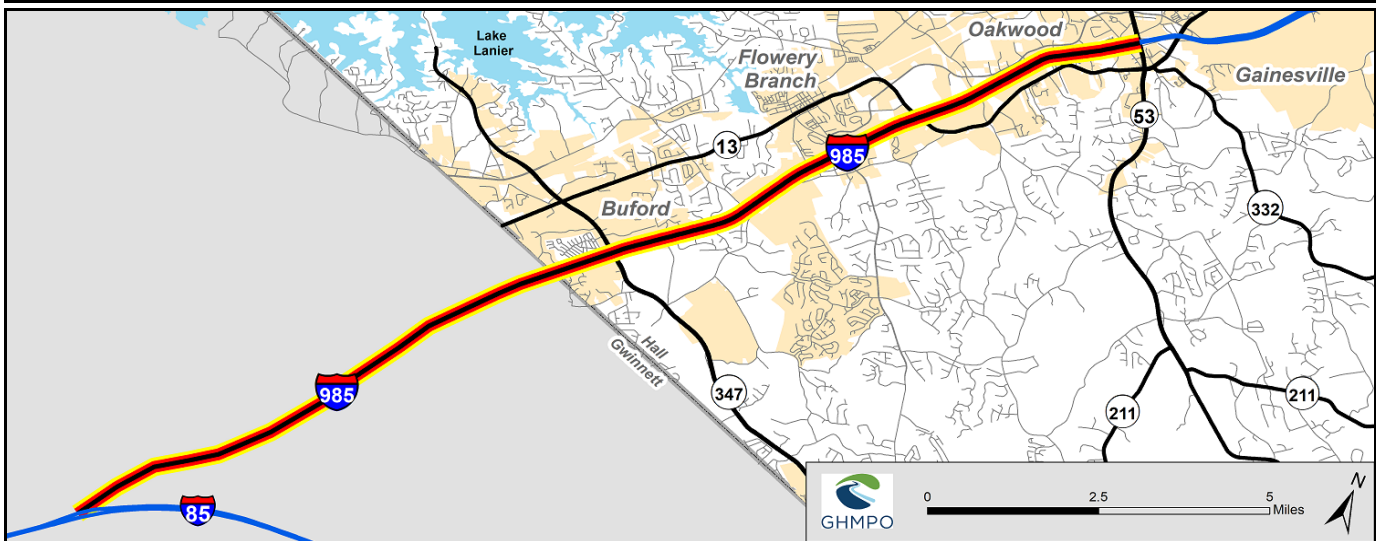 Lake
Lanier
Oakwood
Flowery
Branch
Gainesville
53
13
985
332
Buford
Hall
Gwinnett
985
347
211
211
85
GHMPO
0 2.5 5
Miles
N